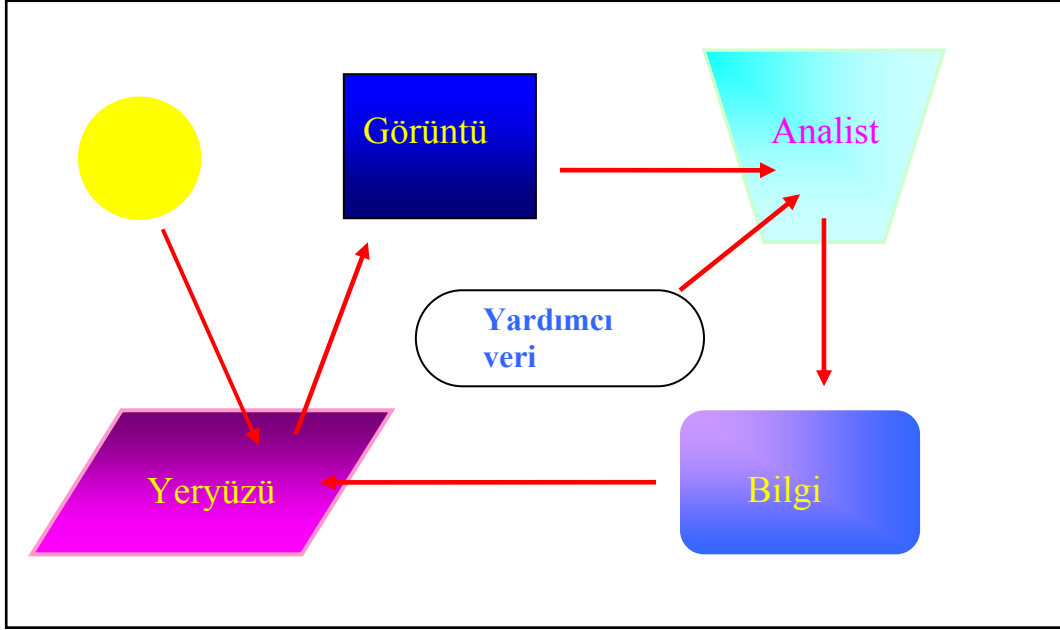 Görüntü
Analist
Yardımcı
veri
Yeryüzü
Bilgi